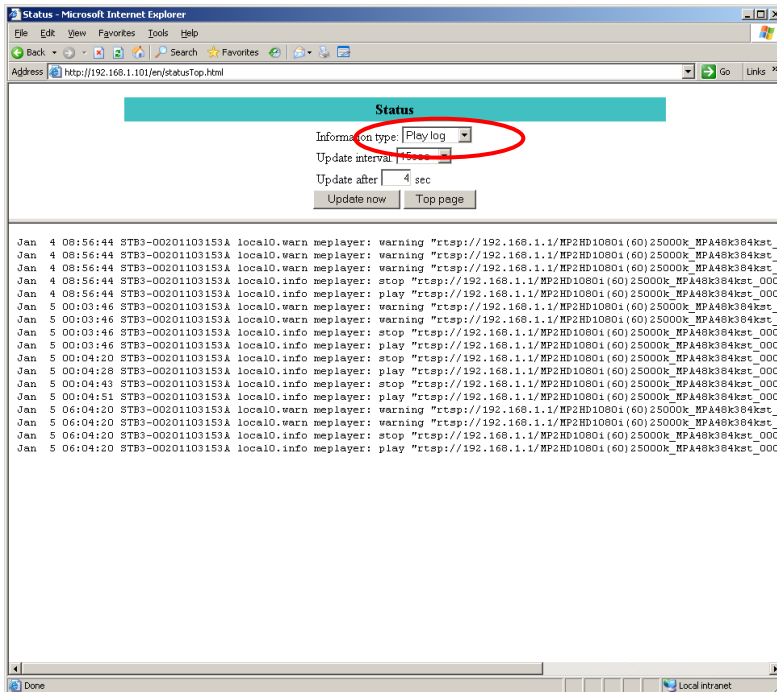 Status - Microsoft Internet Explorer
File Edit View Favorites Tools Help
Back Search Favorites
Address http://192.168.1.101/en/statusTop.html Go Links »
Status
Information type: Play log
Update interval 15sec
Update after 4 sec
Update now Top page
Jan 4 08:56:44 STB3-00201103153A local0.warn meplayer: warning "rtsp://192.168.1.1/MP2HD1080i(60)25000k_MPA48k384kst_
Jan 4 08:56:44 STB3-00201103153A local0.warn meplayer: warning "rtsp://192.168.1.1/MP2HD1080i(60)25000k_MPA48k384kst_
Jan 4 08:56:44 STB3-00201103153A local0.warn meplayer: warning "rtsp://192.168.1.1/MP2HD1080i(60)25000k_MPA48k384kst_
Jan 4 08:56:44 STB3-00201103153A local0.info meplayer: stop "rtsp://192.168.1.1/MP2HD1080i(60)25000k_MPA48k384kst_000
Jan 4 08:56:44 STB3-00201103153A local0.info meplayer: play "rtsp://192.168.1.1/MP2HD1080i(60)25000k_MPA48k384kst_000
Jan 5 00:03:46 STB3-00201103153A local0.warn meplayer: warning "rtsp://192.168.1.1/MP2HD1080i(60)25000k_MPA48k384kst_
Jan 5 00:03:46 STB3-00201103153A local0.warn meplayer: warning "rtsp://192.168.1.1/MP2HD1080i(60)25000k_MPA48k384kst_
Jan 5 00:03:46 STB3-00201103153A local0.info meplayer: stop "rtsp://192.168.1.1/MP2HD1080i(60)25000k_MPA48k384kst_000
Jan 5 00:03:46 STB3-00201103153A local0.info meplayer: play "rtsp://192.168.1.1/MP2HD1080i(60)25000k_MPA48k384kst_000
Jan 5 00:04:20 STB3-00201103153A local0.info meplayer: stop "rtsp://192.168.1.1/MP2HD1080i(60)25000k_MPA48k384kst_000
Jan 5 00:04:28 STB3-00201103153A local0.info meplayer: play "rtsp://192.168.1.1/MP2HD1080i(60)25000k_MPA48k384kst_000
Jan 5 00:04:43 STB3-00201103153A local0.info meplayer: stop "rtsp://192.168.1.1/MP2HD1080i(60)25000k_MPA48k384kst_000
Jan 5 00:04:51 STB3-00201103153A local0.info meplayer: play "rtsp://192.168.1.1/MP2HD1080i(60)25000k_MPA48k384kst_000
Jan 5 06:04:20 STB3-00201103153A local0.warn meplayer: warning "rtsp://192.168.1.1/MP2HD1080i(60)25000k_MPA48k384kst_
Jan 5 06:04:20 STB3-00201103153A local0.warn meplayer: warning "rtsp://192.168.1.1/MP2HD1080i(60)25000k_MPA48k384kst_
Jan 5 06:04:20 STB3-00201103153A local0.info meplayer: stop "rtsp://192.168.1.1/MP2HD1080i(60)25000k_MPA48k384kst_000
Jan 5 06:04:20 STB3-00201103153A local0.info meplayer: play "rtsp://192.168.1.1/MP2HD1080i(60)25000k_MPA48k384kst_000
Done Local intranet